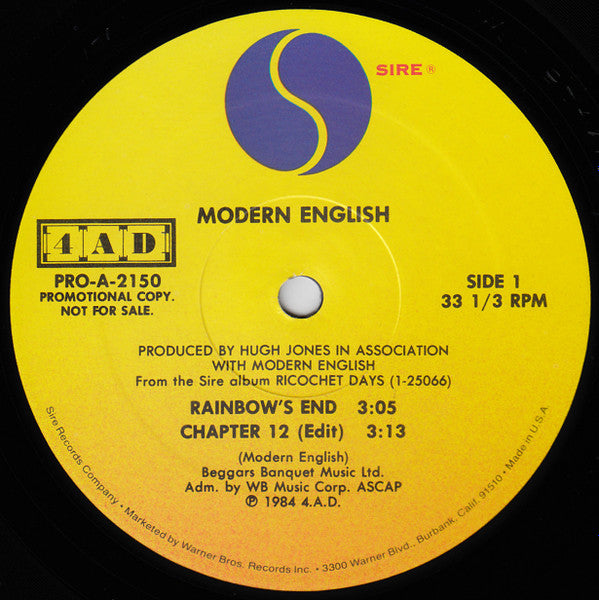 SIRE ®
MODERN ENGLISH
4AD
PRO-A-2150
PROMOTIONAL COPY.
NOT FOR SALE.
SIDE 1
33 1/3 RPM
PRODUCED BY HUGH JONES IN ASSOCIATION
WITH MODERN ENGLISH
From the Sire album RICOCHET DAYS (1-25066)
RAINBOW'S END 3:05
CHAPTER 12 (Edit) 3:13
(Modern English)
Beggars Banquet Music Ltd.
Adm. by WB Music Corp. ASCAP
℗ 1984 4.A.D.
Sire Records Company • Marketed by Warner Bros. Records Inc. • 3300 Warner Blvd., Burbank, Calif. 91510 • Made in U.S.A.